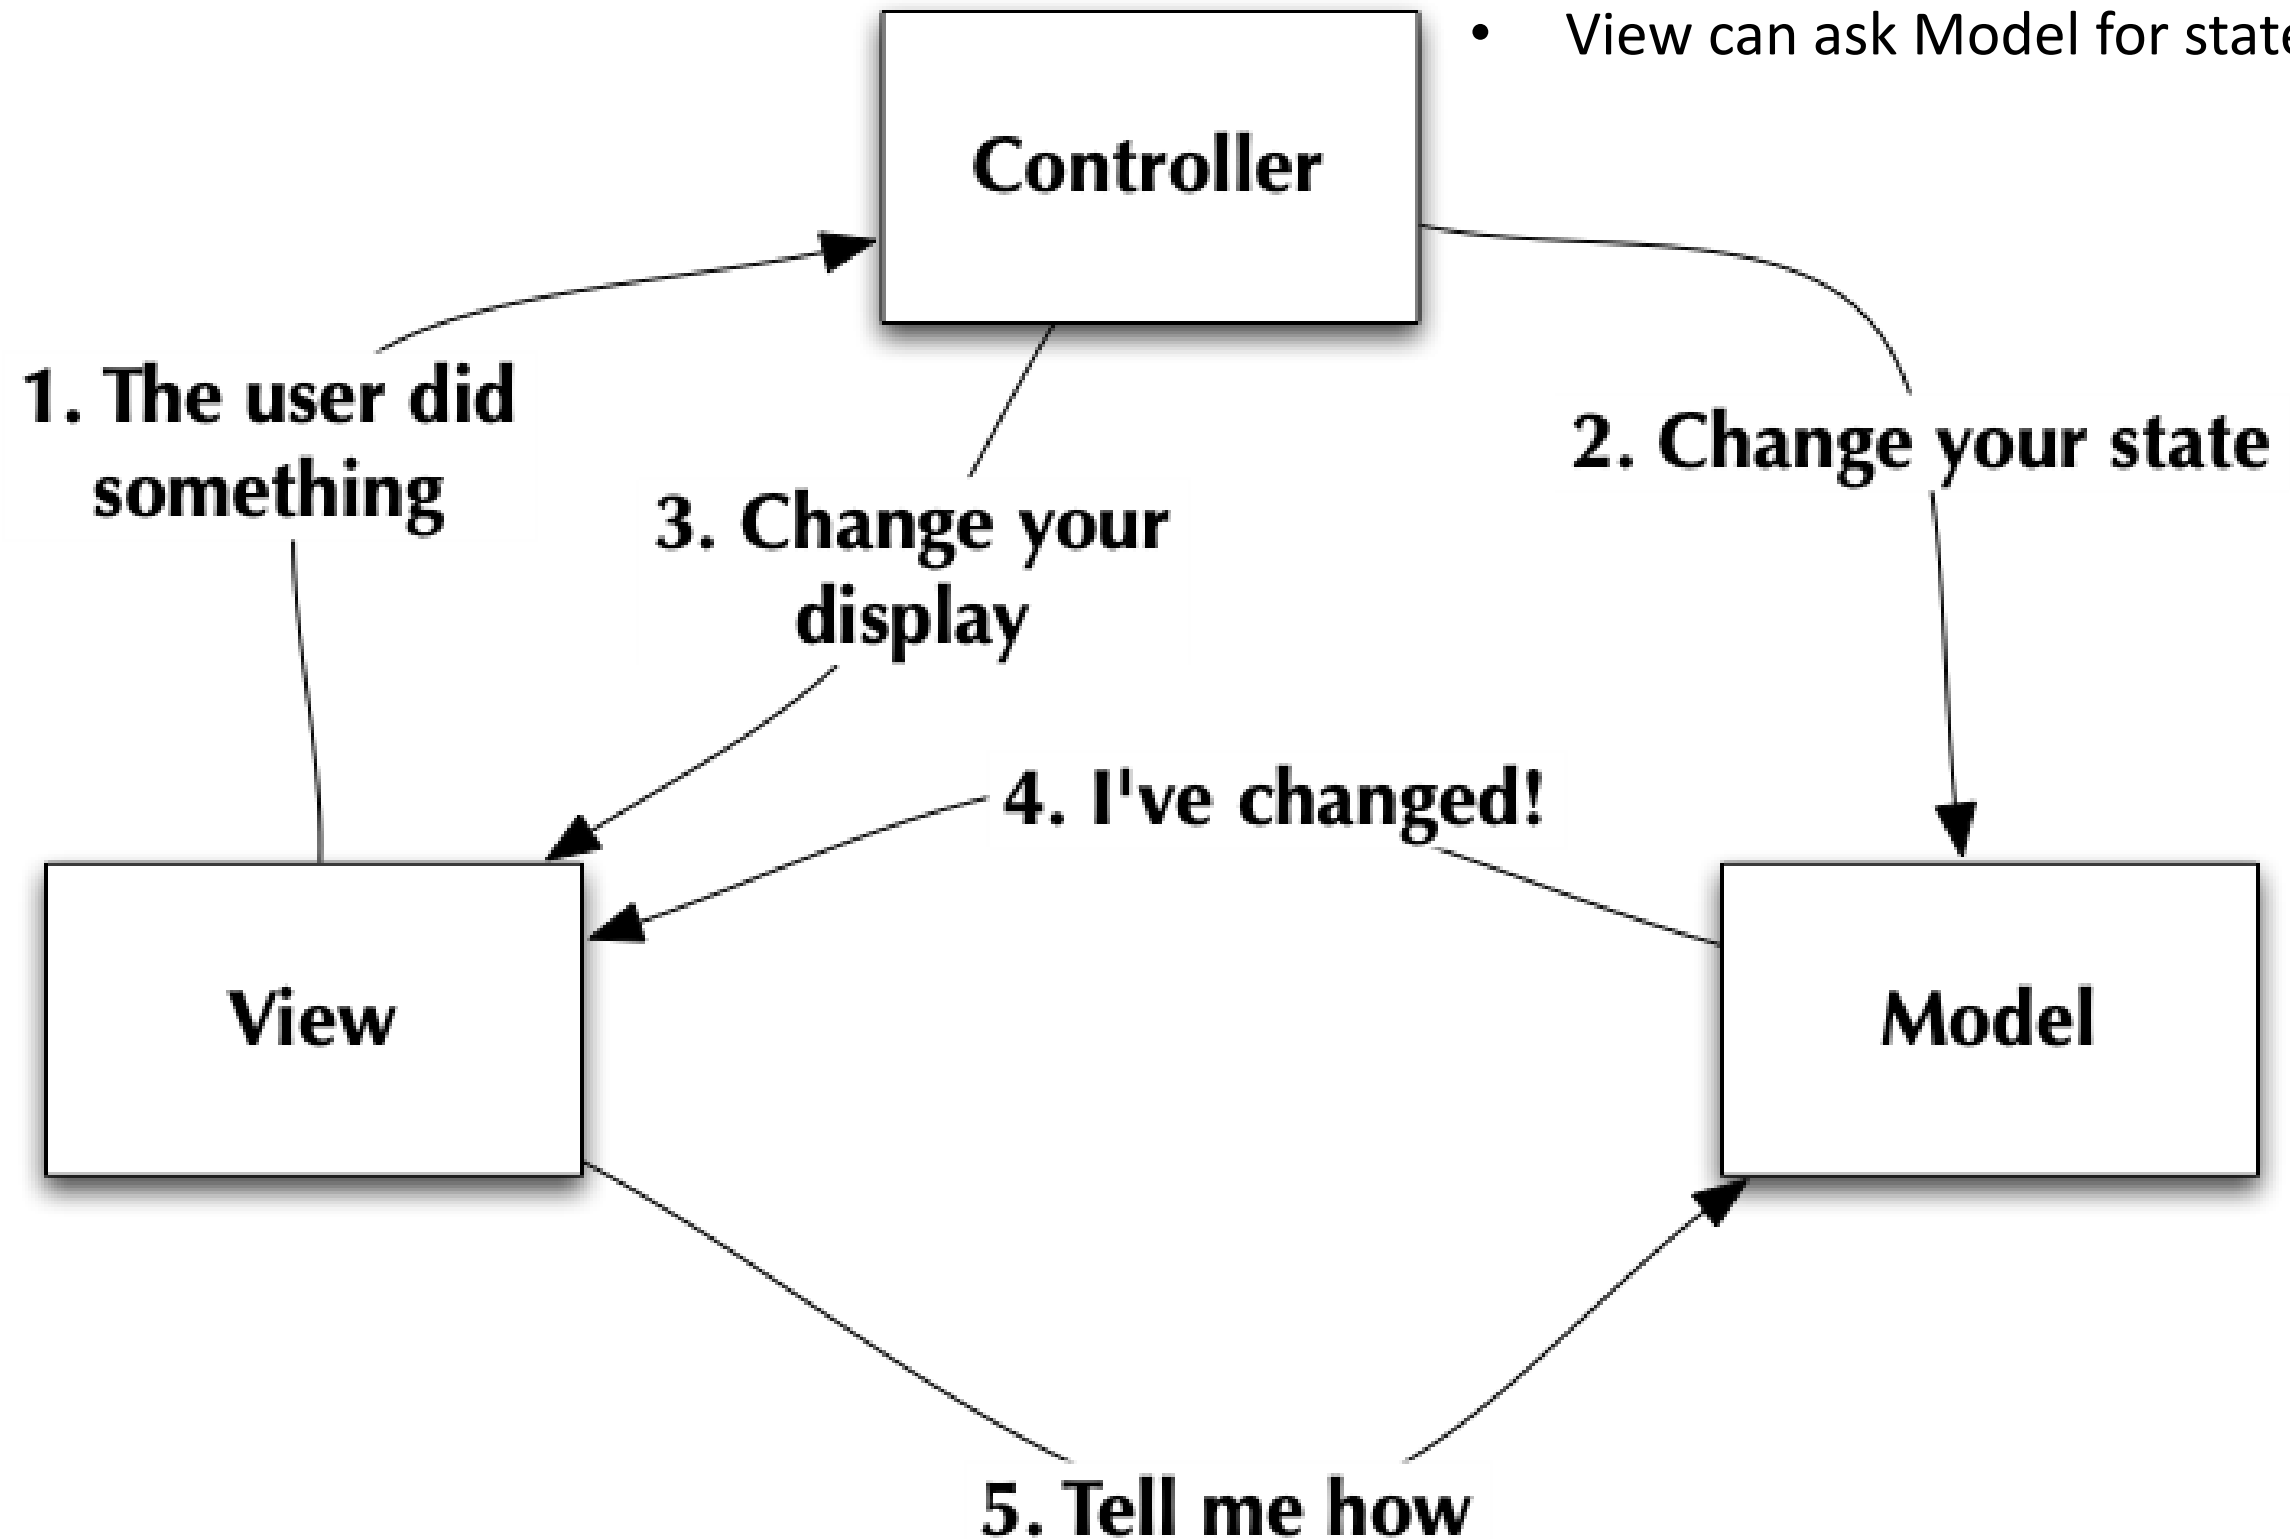 • View can ask Model for state
Controller
1. The user did
something
2. Change your state
3. Change your
display
4. I've changed!
View
Model
5. Tell me how